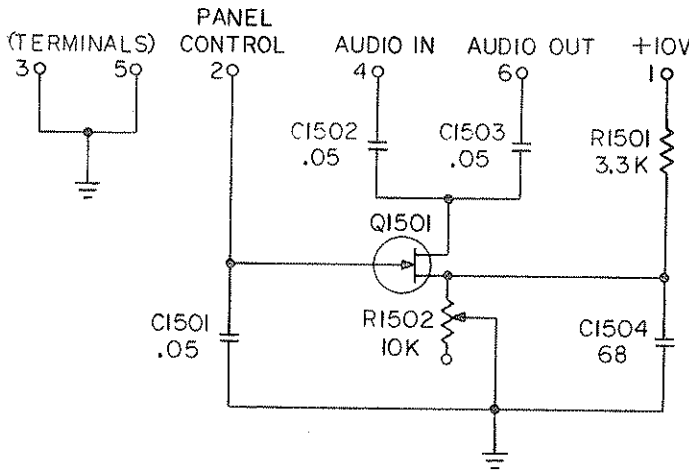 PANEL
(TERMINALS) CONTROL AUDIO IN AUDIO OUT +10V
3 5 2 4 6 1
C1502 C1503 R1501
.05 .05 3.3K
Q1501
C1501 R1502 C1504
.05 10K 68